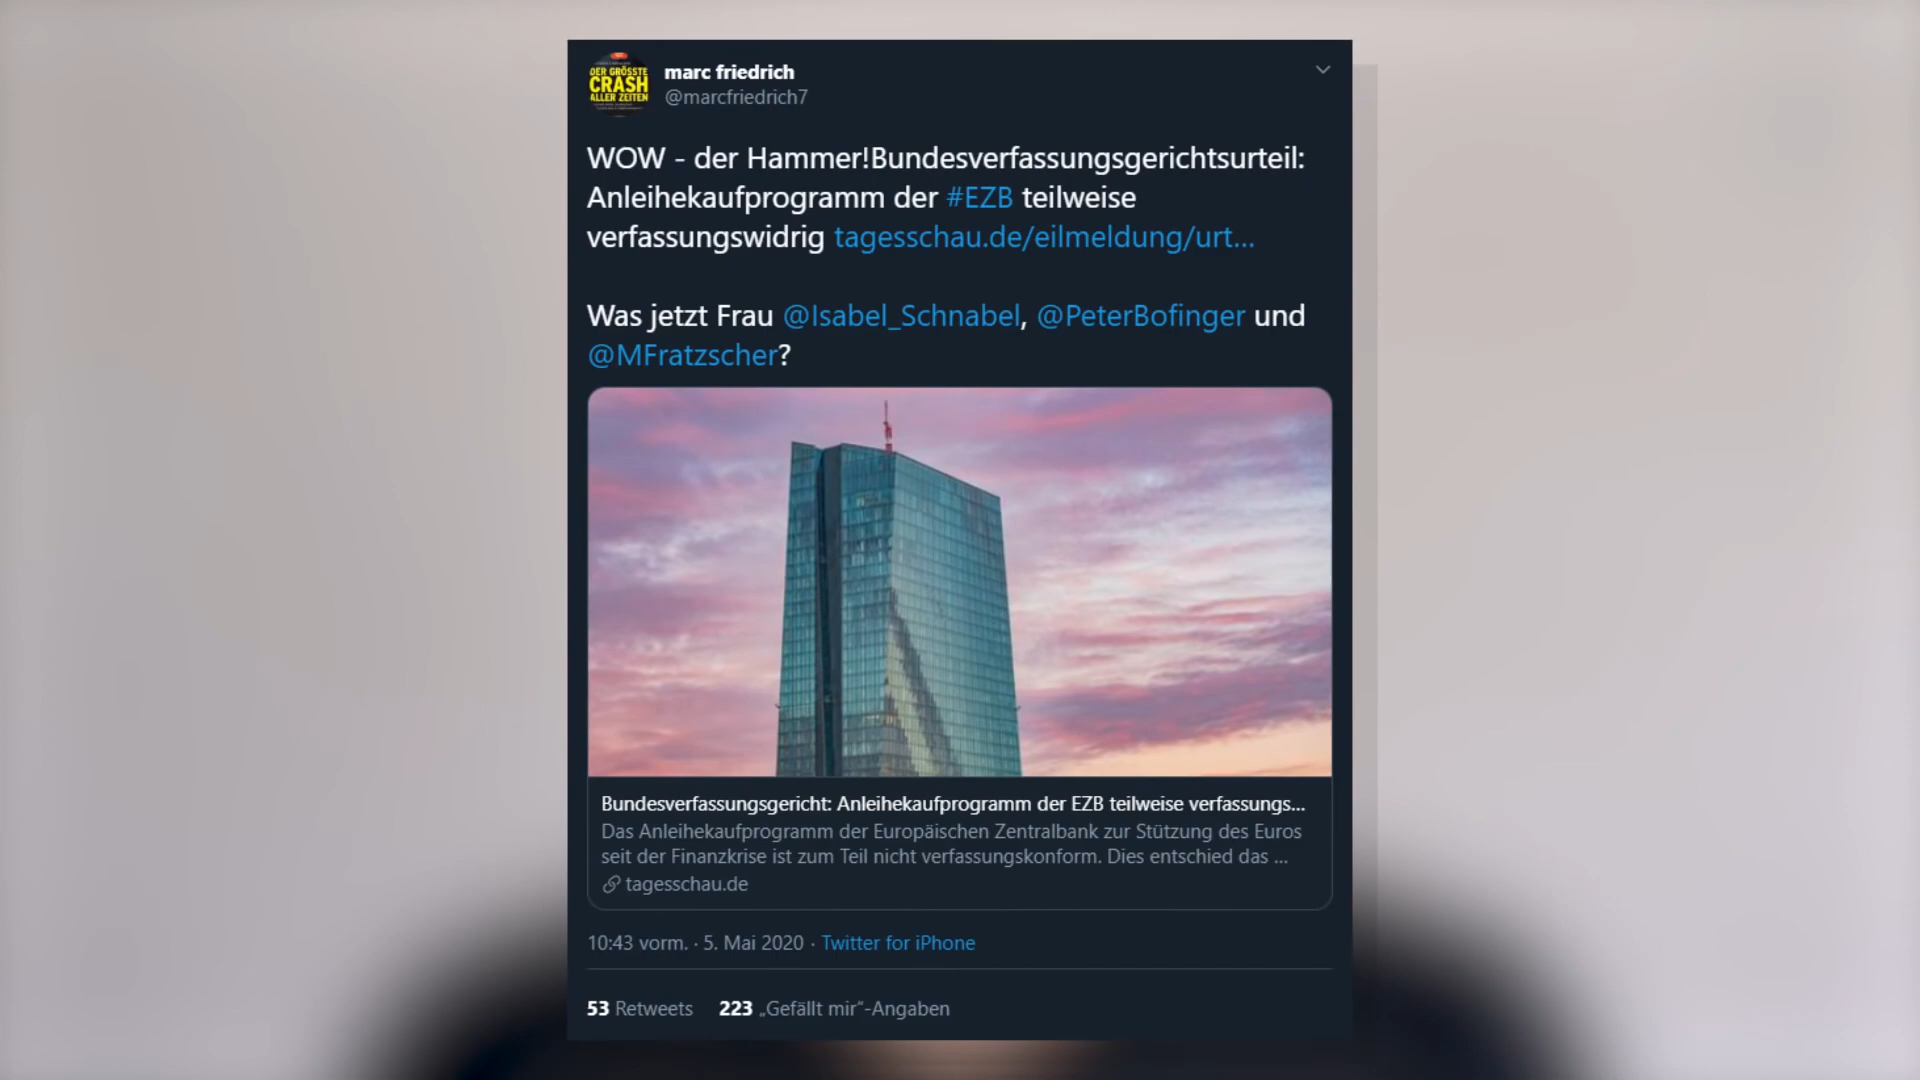 DER GRÖSSTE
CRASH
ALLER ZEITEN
marc friedrich
@marcfriedrich7
WOW - der Hammer!Bundesverfassungsgerichtsurteil:
Anleihekaufprogramm der #EZB teilweise
verfassungswidrig tagesschau.de/eilmeldung/urt...
Was jetzt Frau @Isabel_Schnabel, @PeterBofinger und
@MFratzscher?
Bundesverfassungsgericht: Anleihekaufprogramm der EZB teilweise verfassungs...
Das Anleihekaufprogramm der Europäischen Zentralbank zur Stützung des Euros
seit der Finanzkrise ist zum Teil nicht verfassungskonform. Dies entschied das ...
tagesschau.de
10:43 vorm. · 5. Mai 2020 · Twitter for iPhone
53 Retweets 223 „Gefällt mir“-Angaben